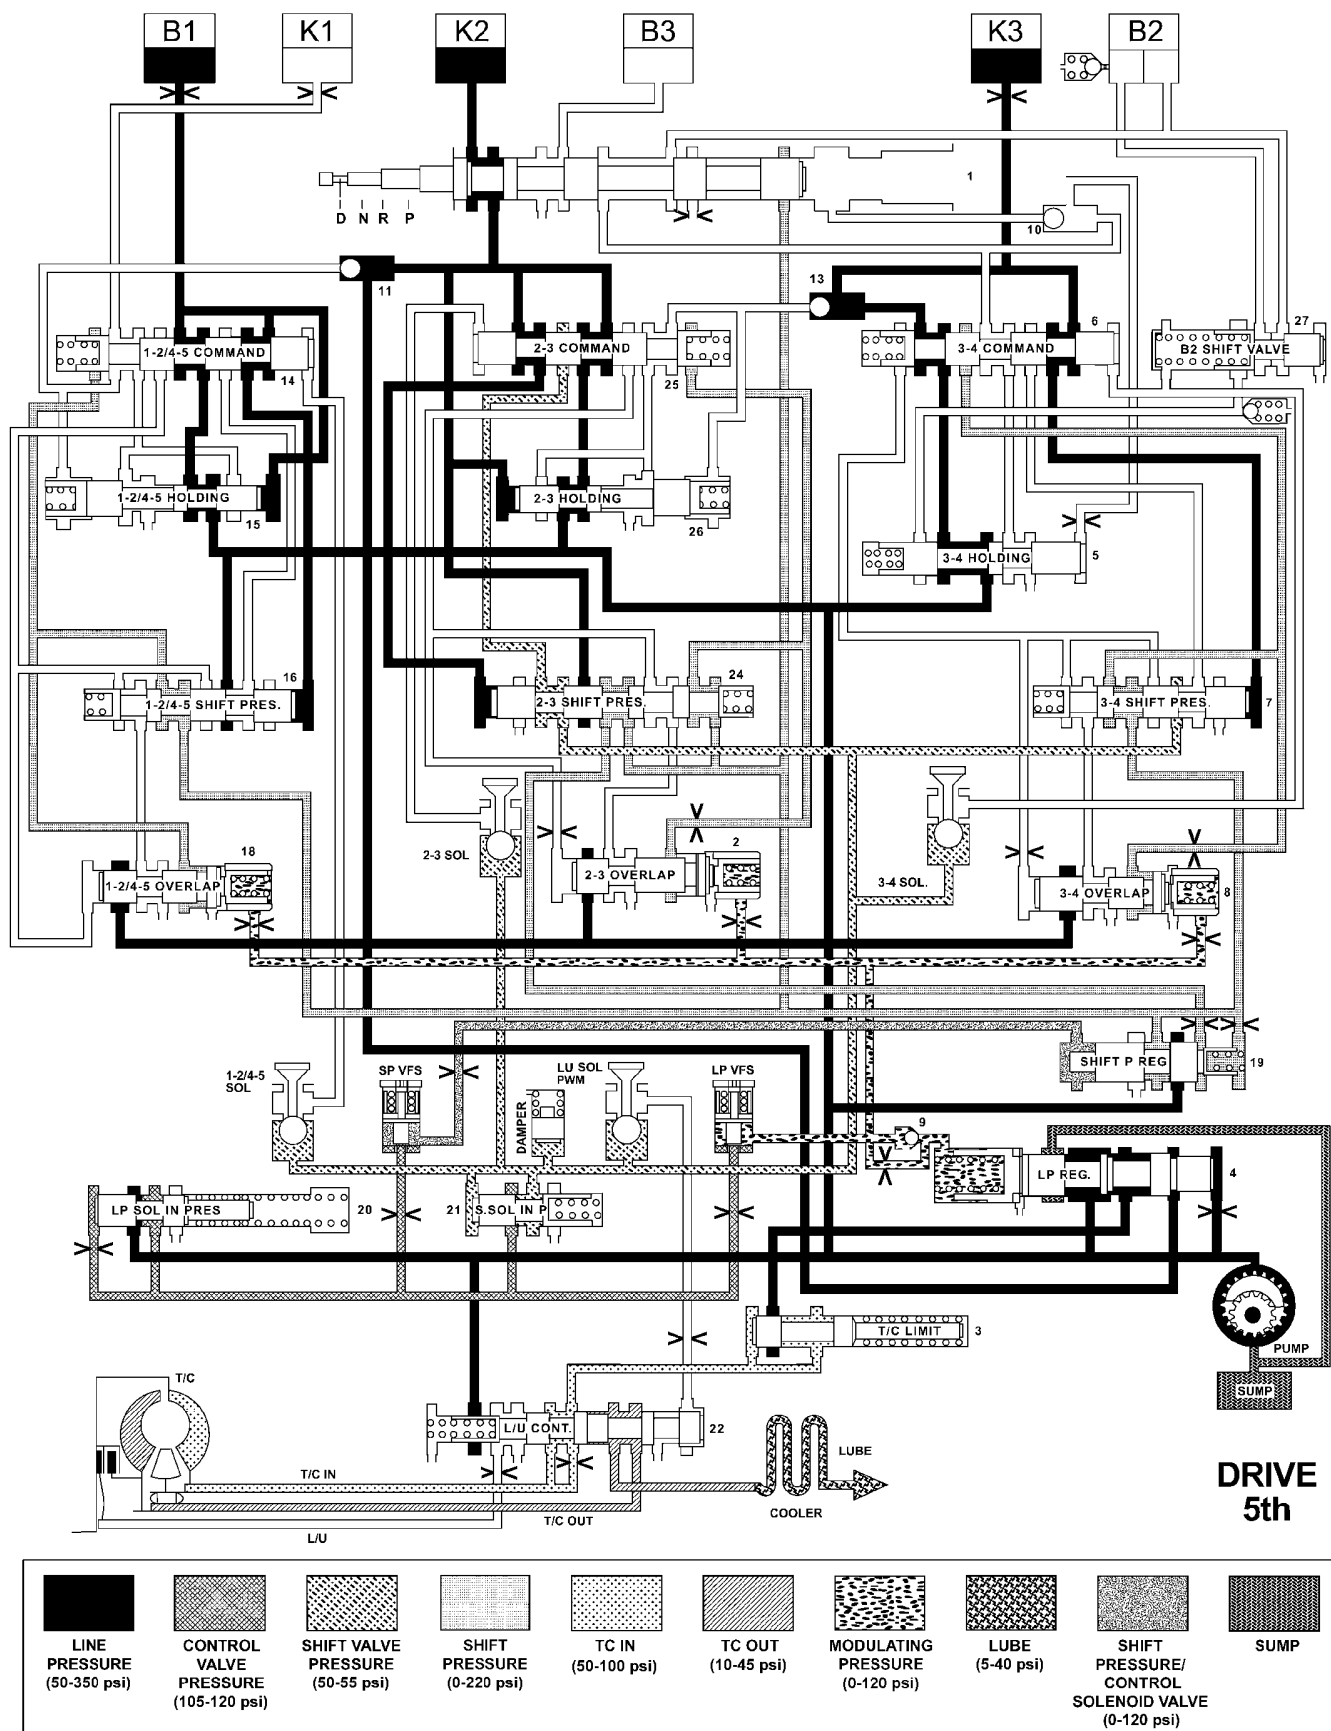 B1
K1
K2
B3
K3
B2
1
D N R P
10
11
13
6
27
1-2/4-5 COMMAND
14
2-3 COMMAND
25
3-4 COMMAND
B2 SHIFT VALVE
1-2/4-5 HOLDING
15
2-3 HOLDING
26
3-4 HOLDING
5
16
1-2/4-5 SHIFT PRES.
24
2-3 SHIFT PRES.
3-4 SHIFT PRES.
7
18
1-2/4-5 OVERLAP
2-3 SOL
2
2-3 OVERLAP
3-4 SOL.
3-4 OVERLAP
8
SHIFT P REG
19
1-2/4-5
SOL
SP VFS
LU SOL
PWM
DAMPER
LP VFS
9
LP REG.
4
LP SOL IN PRES
20
21
S.SOL IN P
T/C LIMIT
3
PUMP
SUMP
T/C
L/U CONT.
22
T/C IN
T/C OUT
L/U
LUBE
COOLER
DRIVE
5th
LINE
PRESSURE
(50-350 psi)
CONTROL
VALVE
PRESSURE
(105-120 psi)
SHIFT VALVE
PRESSURE
(50-55 psi)
SHIFT
PRESSURE
(0-220 psi)
TC IN
(50-100 psi)
TC OUT
(10-45 psi)
MODULATING
PRESSURE
(0-120 psi)
LUBE
(5-40 psi)
SHIFT
PRESSURE/
CONTROL
SOLENOID VALVE
(0-120 psi)
SUMP